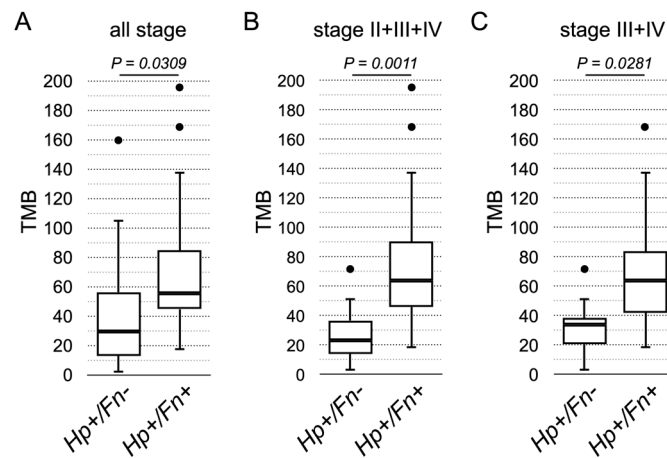 A
all stage
P = 0.0309
200
180
160
140
120
100
80
60
40
20
0
TMB
Hp+/Fn-
Hp+/Fn+
B
stage II+III+IV
P = 0.0011
200
180
160
140
120
100
80
60
40
20
0
TMB
Hp+/Fn-
Hp+/Fn+
C
stage III+IV
P = 0.0281
200
180
160
140
120
100
80
60
40
20
0
TMB
Hp+/Fn-
Hp+/Fn+